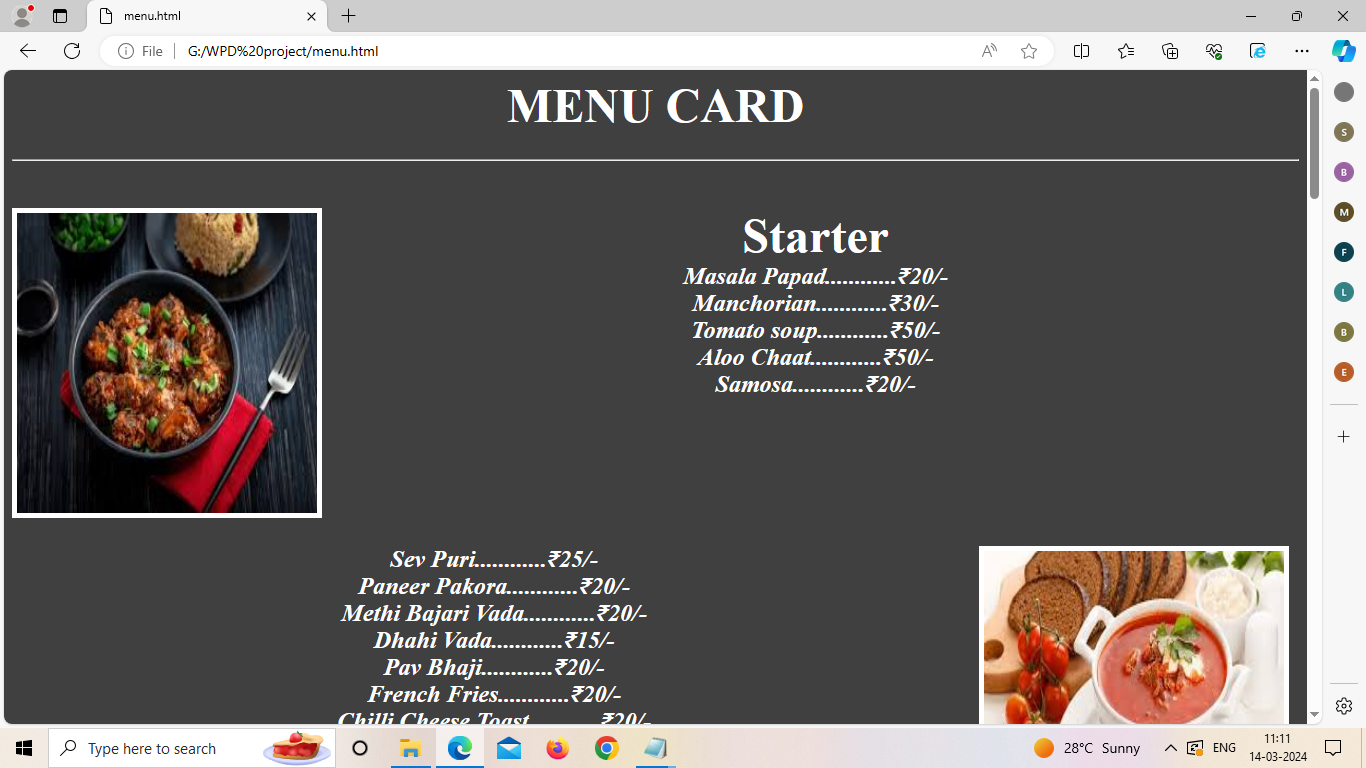 menu.html
File
G:/WPD%20project/menu.html
MENU CARD
Starter
Masala Papad............₹20/-
Manchorian............₹30/-
Tomato soup............₹50/-
Aloo Chaat............₹50/-
Samosa............₹20/-
Sev Puri............₹25/-
Paneer Pakora............₹20/-
Methi Bajari Vada............₹20/-
Dhahi Vada............₹15/-
Pav Bhaji............₹20/-
French Fries............₹20/-
Chilli Cheese Toast............₹20/-
S
B
M
F
L
B
E
Type here to search
28°C Sunny
ENG
11:11
14-03-2024